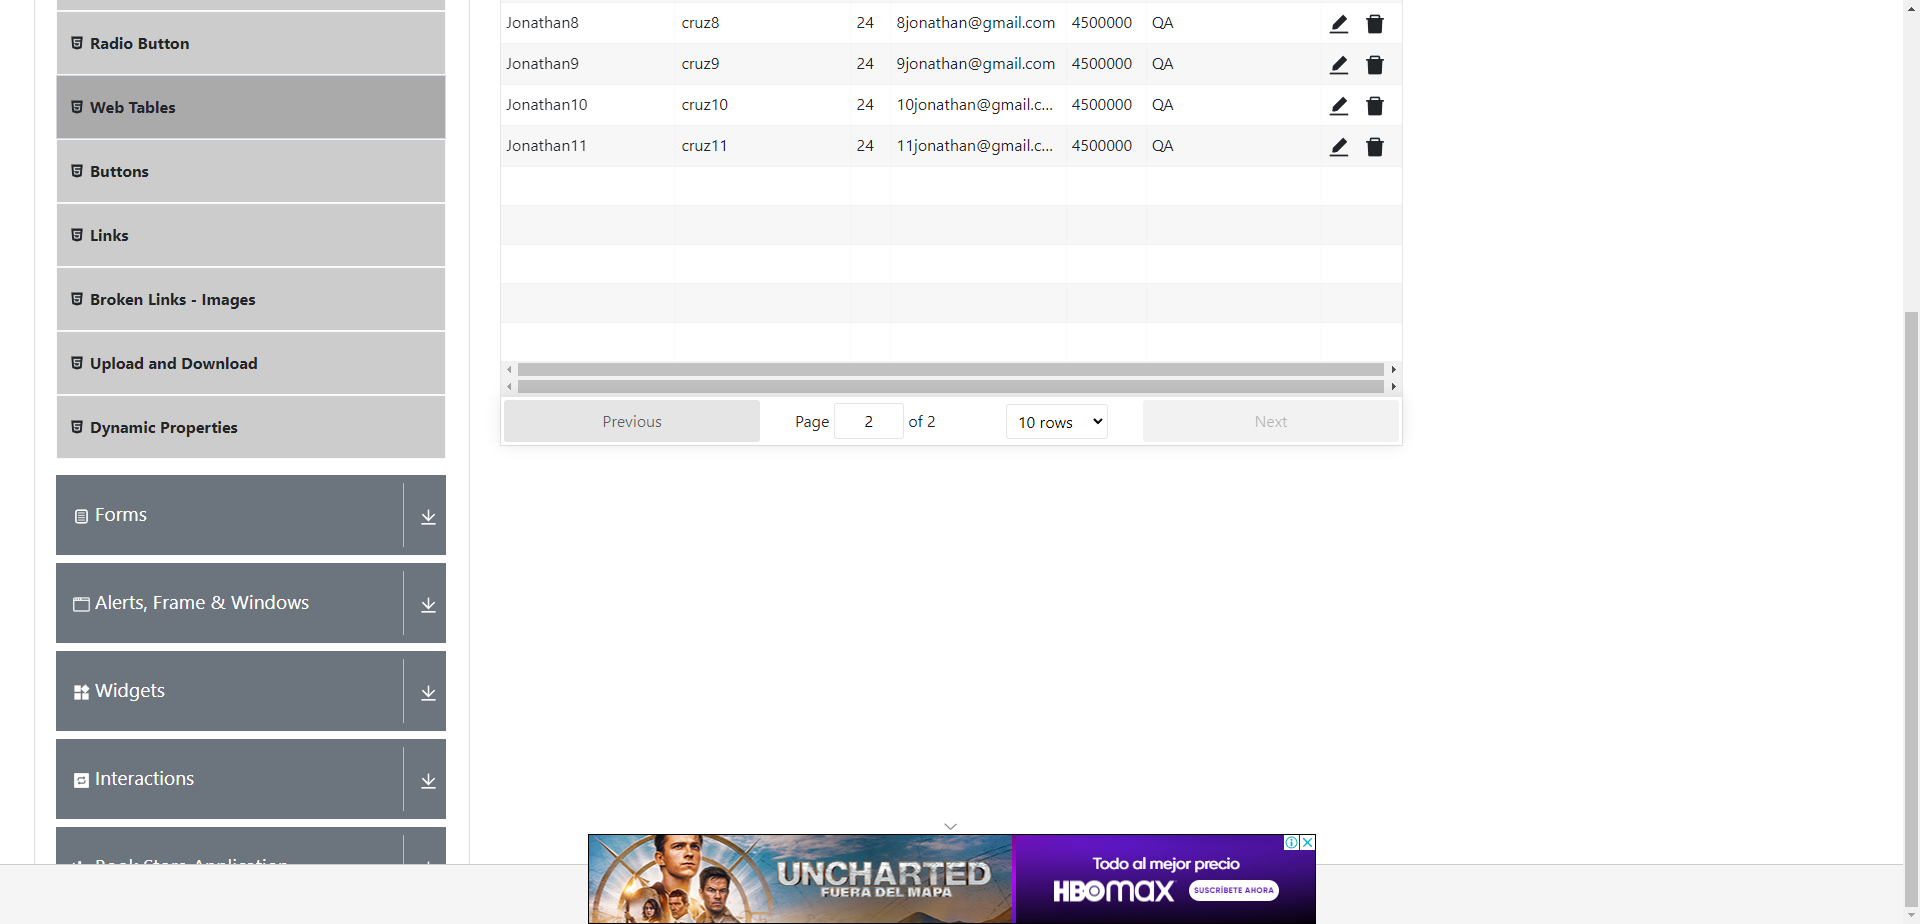 Radio Button
Web Tables
Buttons
Links
Broken Links - Images
Upload and Download
Dynamic Properties
Forms
Alerts, Frame & Windows
Widgets
Interactions
Book Store Application
Jonathan8 cruz8 24 8jonathan@gmail.com 4500000 QA
Jonathan9 cruz9 24 9jonathan@gmail.com 4500000 QA
Jonathan10 cruz10 24 10jonathan@gmail.c... 4500000 QA
Jonathan11 cruz11 24 11jonathan@gmail.c... 4500000 QA
Previous Page 2 of 2 10 rows Next
UNCHARTED
FUERA DEL MAPA
Todo al mejor precio
HBOMAX SUSCRÍBETE AHORA